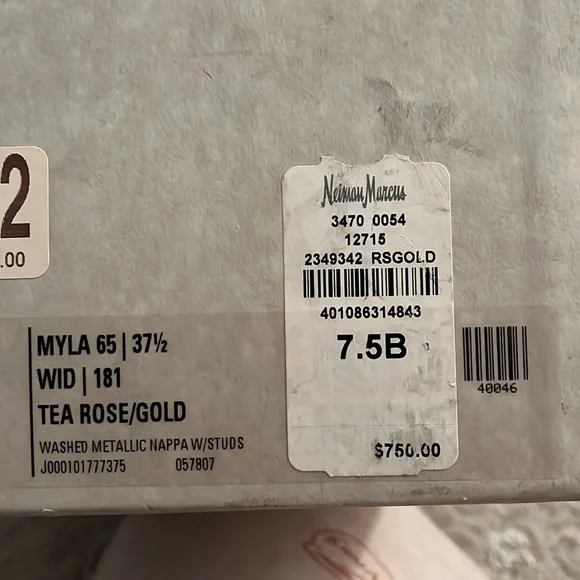 2
.00
Neiman Marcus
3470 0054
12715
2349342 RSGOLD
401086314843
7.5B
$750.00
MYLA 65 | 37½
WID | 181
TEA ROSE/GOLD
WASHED METALLIC NAPPA W/STUDS
J000101777375 057807
40046